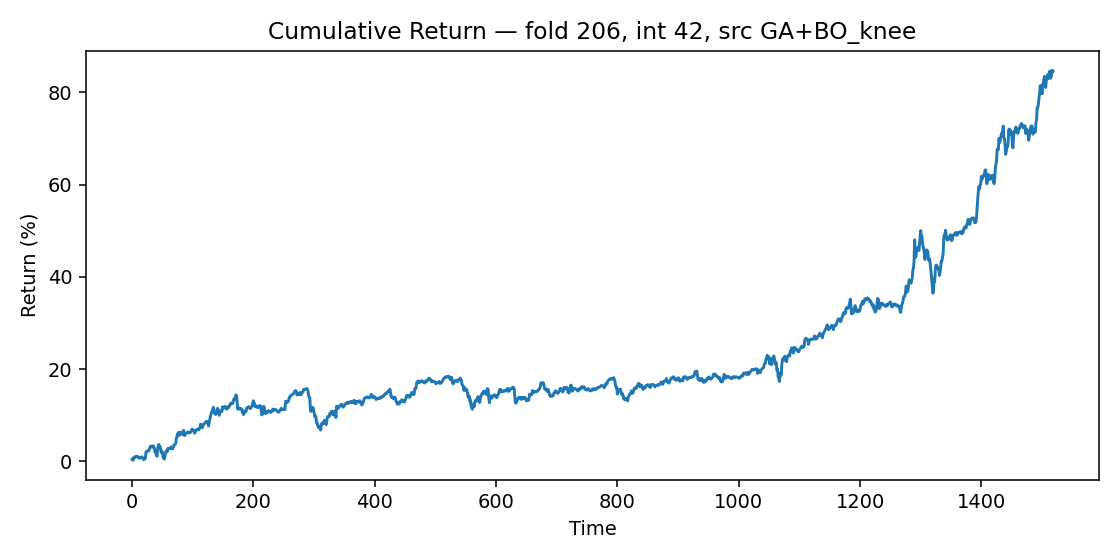 Cumulative Return — fold 206, int 42, src GA+BO_knee
Return (%)
80
60
40
20
0
0 200 400 600 800 1000 1200 1400
Time